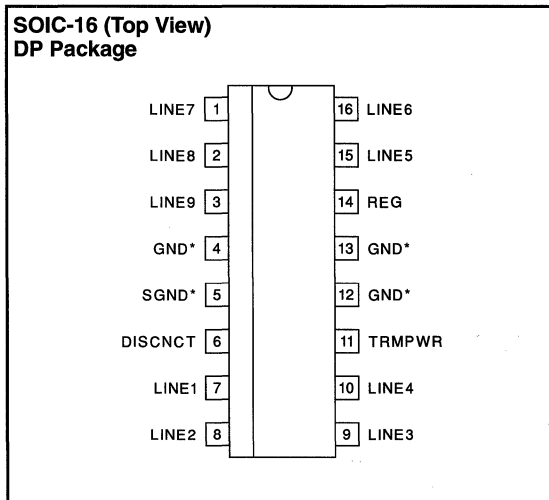 SOIC-16 (Top View)
DP Package
LINE7 1 16 LINE6
LINE8 2 15 LINE5
LINE9 3 14 REG
GND* 4 13 GND*
SGND* 5 12 GND*
DISCNCT 6 11 TRMPWR
LINE1 7 10 LINE4
LINE2 8 9 LINE3